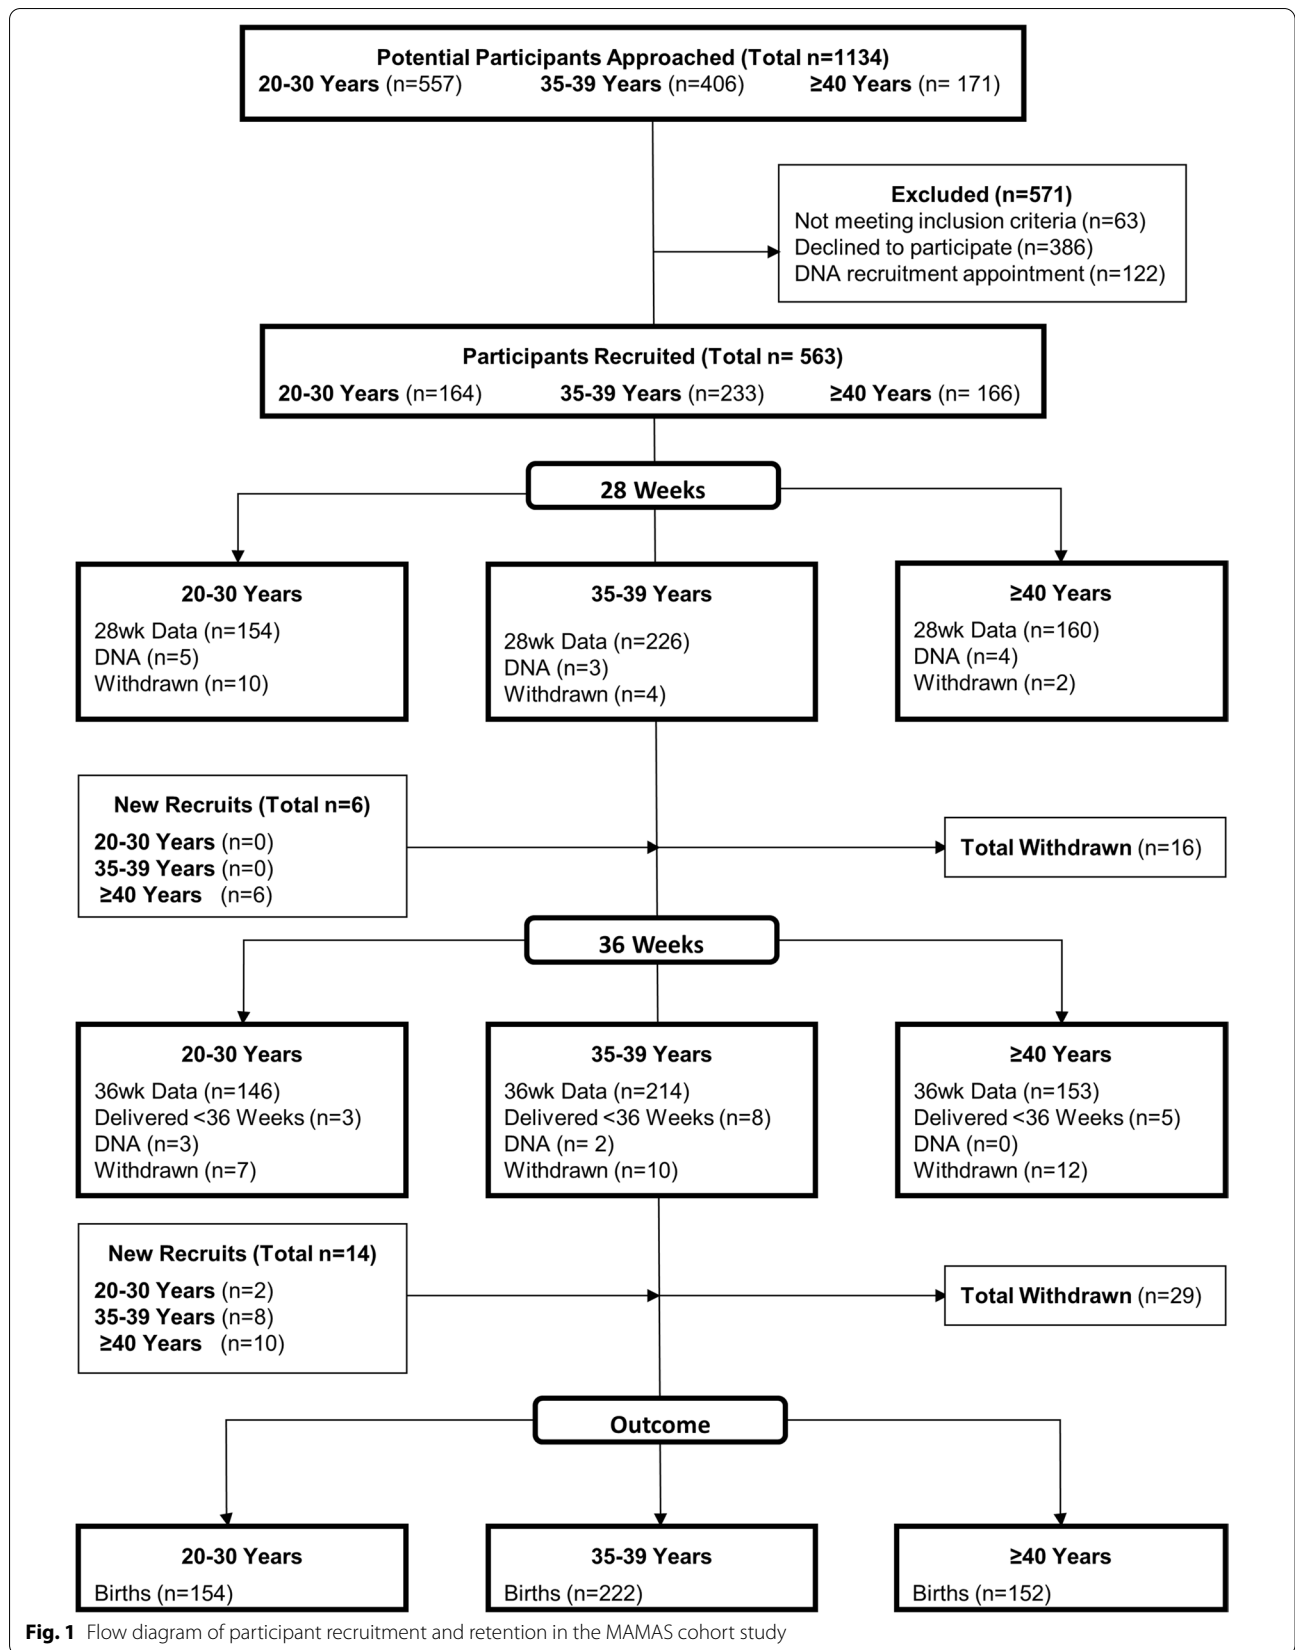 Potential Participants Approached (Total n=1134)
20-30 Years (n=557) 35-39 Years (n=406) ≥40 Years (n= 171)
Excluded (n=571)
Not meeting inclusion criteria (n=63)
Declined to participate (n=386)
DNA recruitment appointment (n=122)
Participants Recruited (Total n= 563)
20-30 Years (n=164) 35-39 Years (n=233) ≥40 Years (n= 166)
28 Weeks
20-30 Years
28wk Data (n=154)
DNA (n=5)
Withdrawn (n=10)
35-39 Years
28wk Data (n=226)
DNA (n=3)
Withdrawn (n=4)
≥40 Years
28wk Data (n=160)
DNA (n=4)
Withdrawn (n=2)
New Recruits (Total n=6)
20-30 Years (n=0)
35-39 Years (n=0)
≥40 Years (n=6)
Total Withdrawn (n=16)
36 Weeks
20-30 Years
36wk Data (n=146)
Delivered <36 Weeks (n=3)
DNA (n=3)
Withdrawn (n=7)
35-39 Years
36wk Data (n=214)
Delivered <36 Weeks (n=8)
DNA (n= 2)
Withdrawn (n=10)
≥40 Years
36wk Data (n=153)
Delivered <36 Weeks (n=5)
DNA (n=0)
Withdrawn (n=12)
New Recruits (Total n=14)
20-30 Years (n=2)
35-39 Years (n=8)
≥40 Years (n=10)
Total Withdrawn (n=29)
Outcome
20-30 Years
Births (n=154)
35-39 Years
Births (n=222)
≥40 Years
Births (n=152)
Fig. 1 Flow diagram of participant recruitment and retention in the MAMAS cohort study